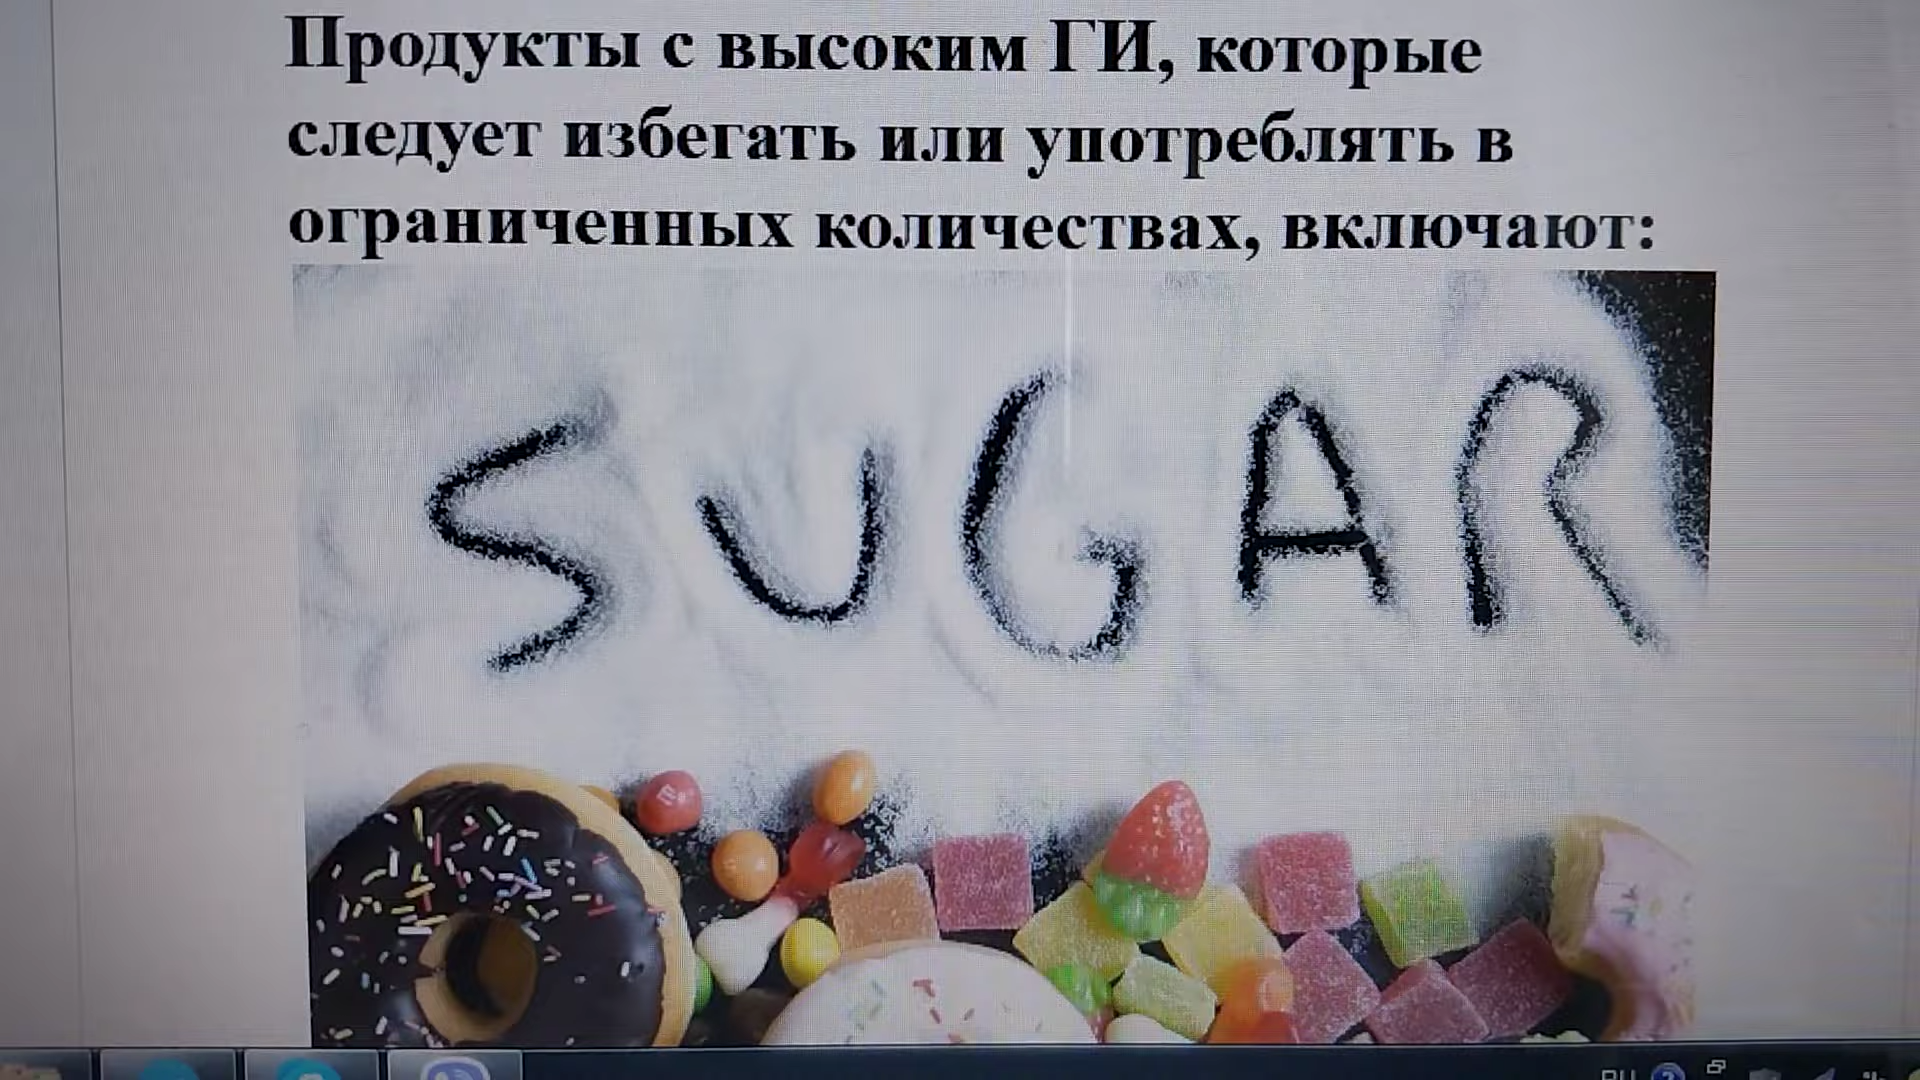 Продукты с высоким ГИ, которые
следует избегать или употреблять в
ограниченных количествах, включают:
SUGAR